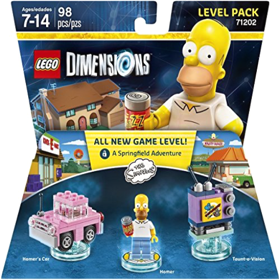 Ages/edades
7-14
98
pcs/pzs
LEVEL PACK
71202
LEGO DIMENSIONS
ALL NEW GAME LEVEL!
A Springfield Adventure
THE SIMPSONS
Homer's Car
Homer
Taunt-o-Vision